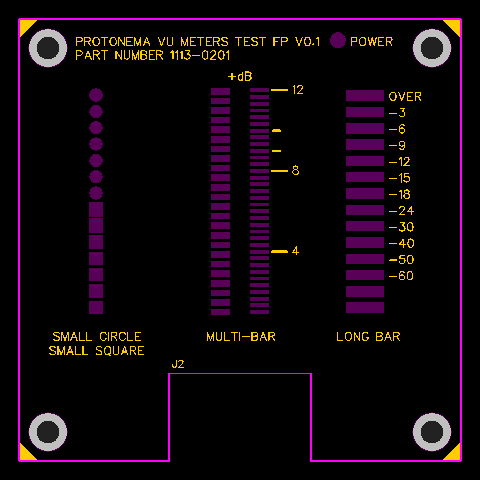 PROTONEMA VU METERS TEST FP V0.1
POWER
PART NUMBER 1113-0201
+dB
12
8
4
OVER
-3
-6
-9
-12
-15
-18
-24
-30
-40
-50
-60
SMALL CIRCLE
SMALL SQUARE
MULTI-BAR
LONG BAR
J2